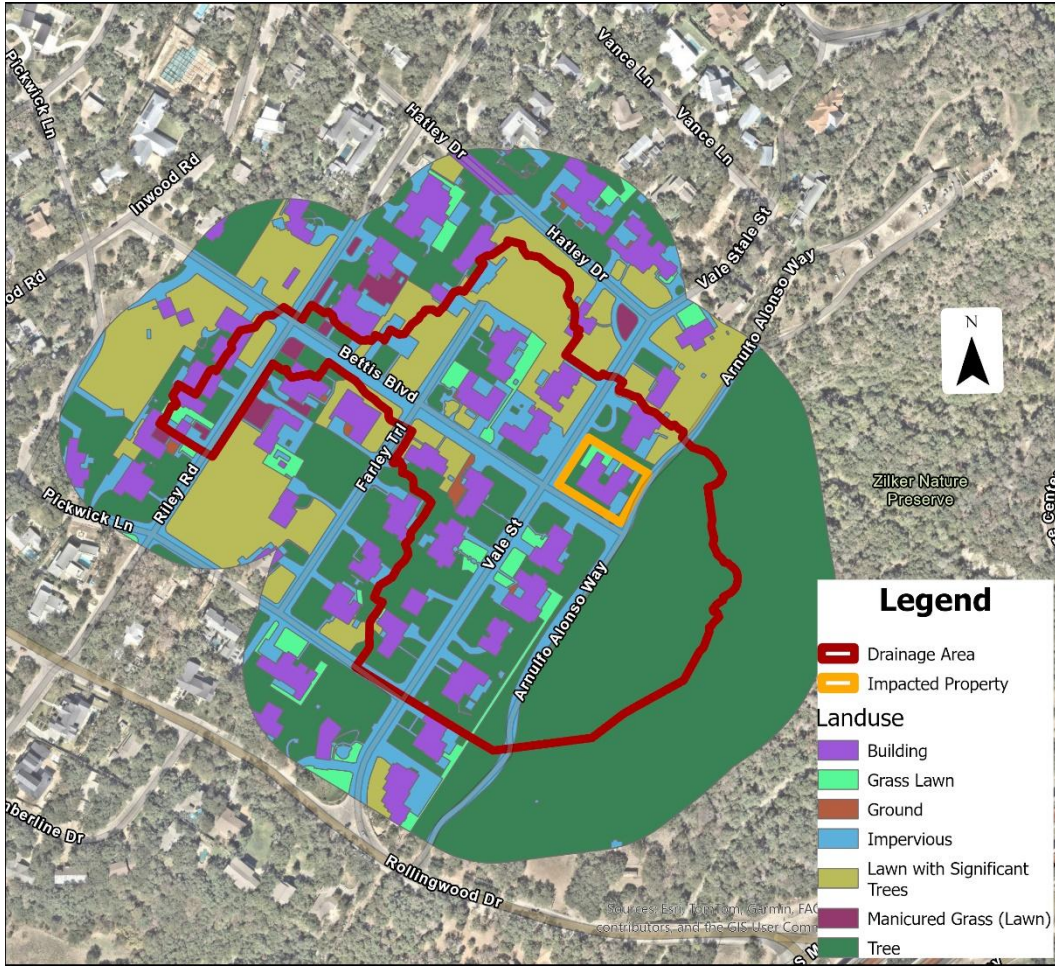 Pickwick Ln
Inwood Rd
ood Rd
Hatley Dr
Vance Ln
Vance Ln
Vale Stale St
Hatley Dr
Arnulfo Alonso Way
N
Bettis Blvd
Farley Trl
Riley Rd
Pickwick Ln
Vale St
Zilker Nature
Preserve
Cente
Arnulfo Alonso Way
mberline Dr
Rollingwood Dr
Legend
Drainage Area
Impacted Property
Landuse
Building
Grass Lawn
Ground
Impervious
Lawn with Significant
Trees
Manicured Grass (Lawn)
Tree
Sources: Esri, TomTom, Garmin, FAO
contributors, and the GIS User Comm
S M